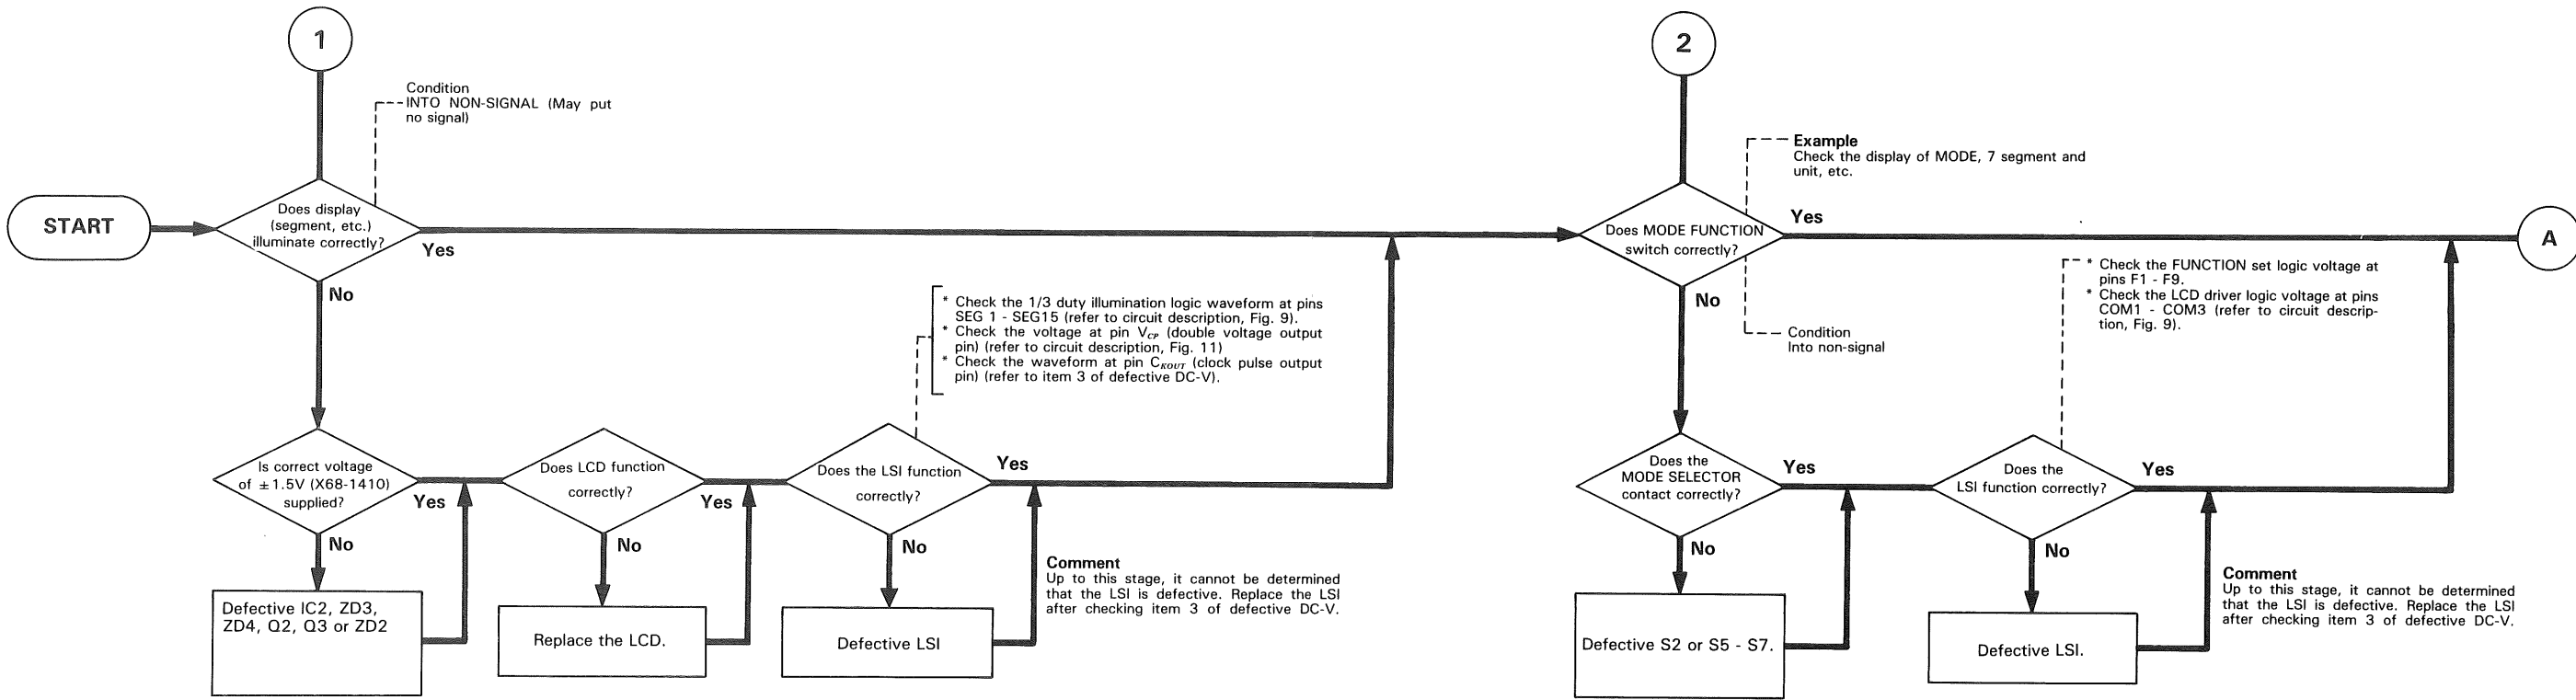 1
Condition
INTO NON-SIGNAL (May put
no signal)
START
Does display
(segment, etc.)
illuminate correctly?
Yes
No
Is correct voltage
of ±1.5V (X68-1410)
supplied?
Yes
No
Defective IC2, ZD3,
ZD4, Q2, Q3 or ZD2
Does LCD function
correctly?
Yes
No
Replace the LCD.
* Check the 1/3 duty illumination logic waveform at pins
SEG 1 - SEG15 (refer to circuit description, Fig. 9).
* Check the voltage at pin VCP (double voltage output
pin) (refer to circuit description, Fig. 11)
* Check the waveform at pin CKOUT (clock pulse output
pin) (refer to item 3 of defective DC-V).
Does the LSI function
correctly?
Yes
No
Defective LSI
Comment
Up to this stage, it cannot be determined
that the LSI is defective. Replace the LSI
after checking item 3 of defective DC-V.
2
Example
Check the display of MODE, 7 segment and
unit, etc.
Does MODE FUNCTION
switch correctly?
Yes
No
Condition
Into non-signal
A
Does the
MODE SELECTOR
contact correctly?
Yes
No
Defective S2 or S5 - S7.
* Check the FUNCTION set logic voltage at
pins F1 - F9.
* Check the LCD driver logic voltage at pins
COM1 - COM3 (refer to circuit descrip-
tion, Fig. 9).
Does the
LSI function correctly?
Yes
No
Defective LSI.
Comment
Up to this stage, it cannot be determined
that the LSI is defective. Replace the LSI
after checking item 3 of defective DC-V.